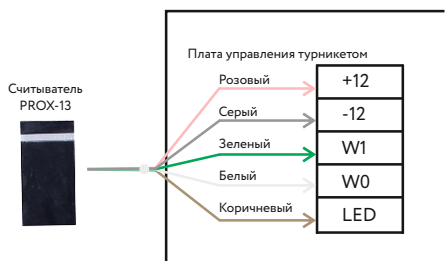 Плата управления турникетом
Считыватель
PROX-13
Розовый
+12
Серый
-12
Зеленый
W1
Белый
W0
Коричневый
LED